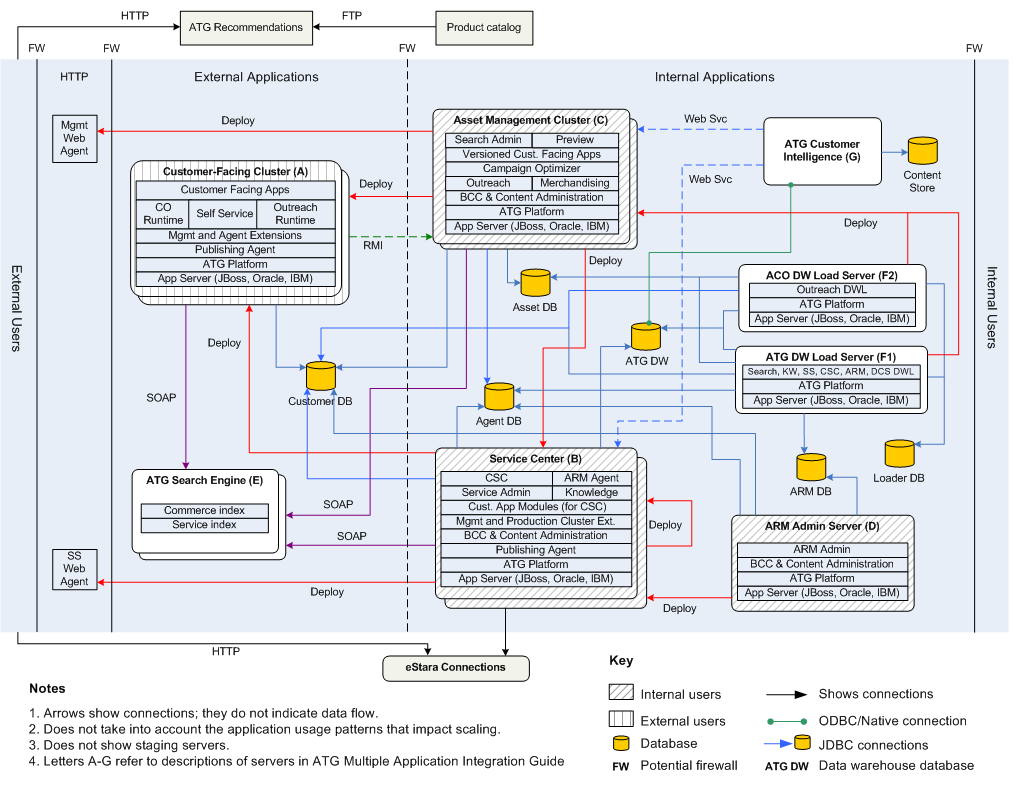 HTTP
ATG Recommendations
FTP
Product catalog
FW
FW
FW
FW
HTTP
External Applications
Internal Applications
External Users
Internal Users
Mgmt
Web
Agent
Deploy
Asset Management Cluster (C)
Search Admin
Preview
Versioned Cust. Facing Apps
Campaign Optimizer
Outreach
Merchandising
BCC & Content Administration
ATG Platform
App Server (JBoss, Oracle, IBM)
Web Svc
Web Svc
ATG Customer
Intelligence (G)
Content
Store
Customer-Facing Cluster (A)
Customer Facing Apps
CO
Runtime
Self Service
Outreach
Runtime
Mgmt and Agent Extensions
Publishing Agent
ATG Platform
App Server (JBoss, Oracle, IBM)
Deploy
RMI
Deploy
Deploy
Asset DB
ACO DW Load Server (F2)
Outreach DWL
ATG Platform
App Server (JBoss, Oracle, IBM)
Deploy
ATG DW
ATG DW Load Server (F1)
Search, KW, SS, CSC, ARM, DCS DWL
ATG Platform
App Server (JBoss, Oracle, IBM)
SOAP
Customer DB
Agent DB
ARM DB
Loader DB
ATG Search Engine (E)
Commerce index
Service index
SOAP
SOAP
Service Center (B)
CSC
ARM Agent
Service Admin
Knowledge
Cust. App Modules (for CSC)
Mgmt and Production Cluster Ext.
BCC & Content Administration
Publishing Agent
ATG Platform
App Server (JBoss, Oracle, IBM)
Deploy
ARM Admin Server (D)
ARM Admin
BCC & Content Administration
ATG Platform
App Server (JBoss, Oracle, IBM)
Deploy
SS
Web
Agent
Deploy
HTTP
eStara Connections
Notes
1. Arrows show connections; they do not indicate data flow.
2. Does not take into account the application usage patterns that impact scaling.
3. Does not show staging servers.
4. Letters A-G refer to descriptions of servers in ATG Multiple Application Integration Guide
Key
Internal users
Shows connections
External users
ODBC/Native connection
Database
JDBC connections
FW Potential firewall
ATG DW Data warehouse database